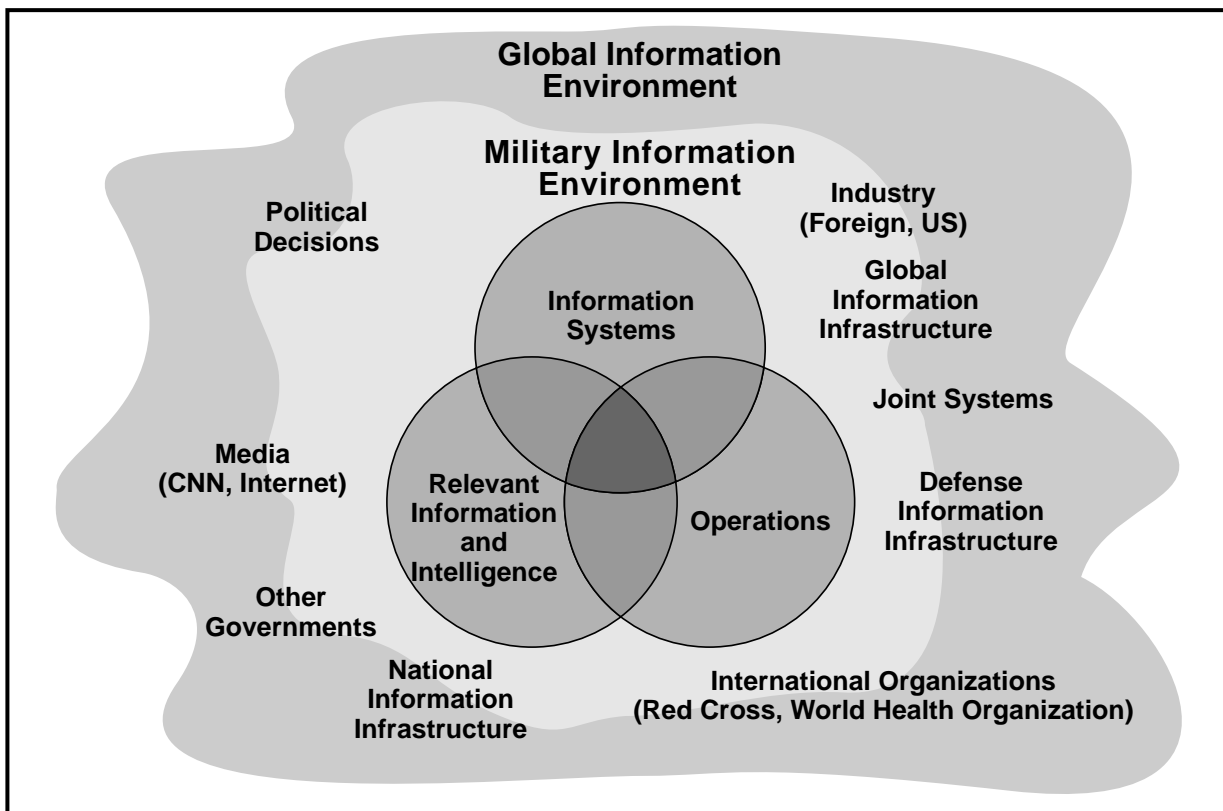 Global Information
Environment
Military Information
Environment
Political
Decisions
Industry
(Foreign, US)
Information
Systems
Global
Information
Infrastructure
Joint Systems
Media
(CNN, Internet)
Relevant
Information
and
Intelligence
Operations
Defense
Information
Infrastructure
Other
Governments
National
Information
Infrastructure
International Organizations
(Red Cross, World Health Organization)